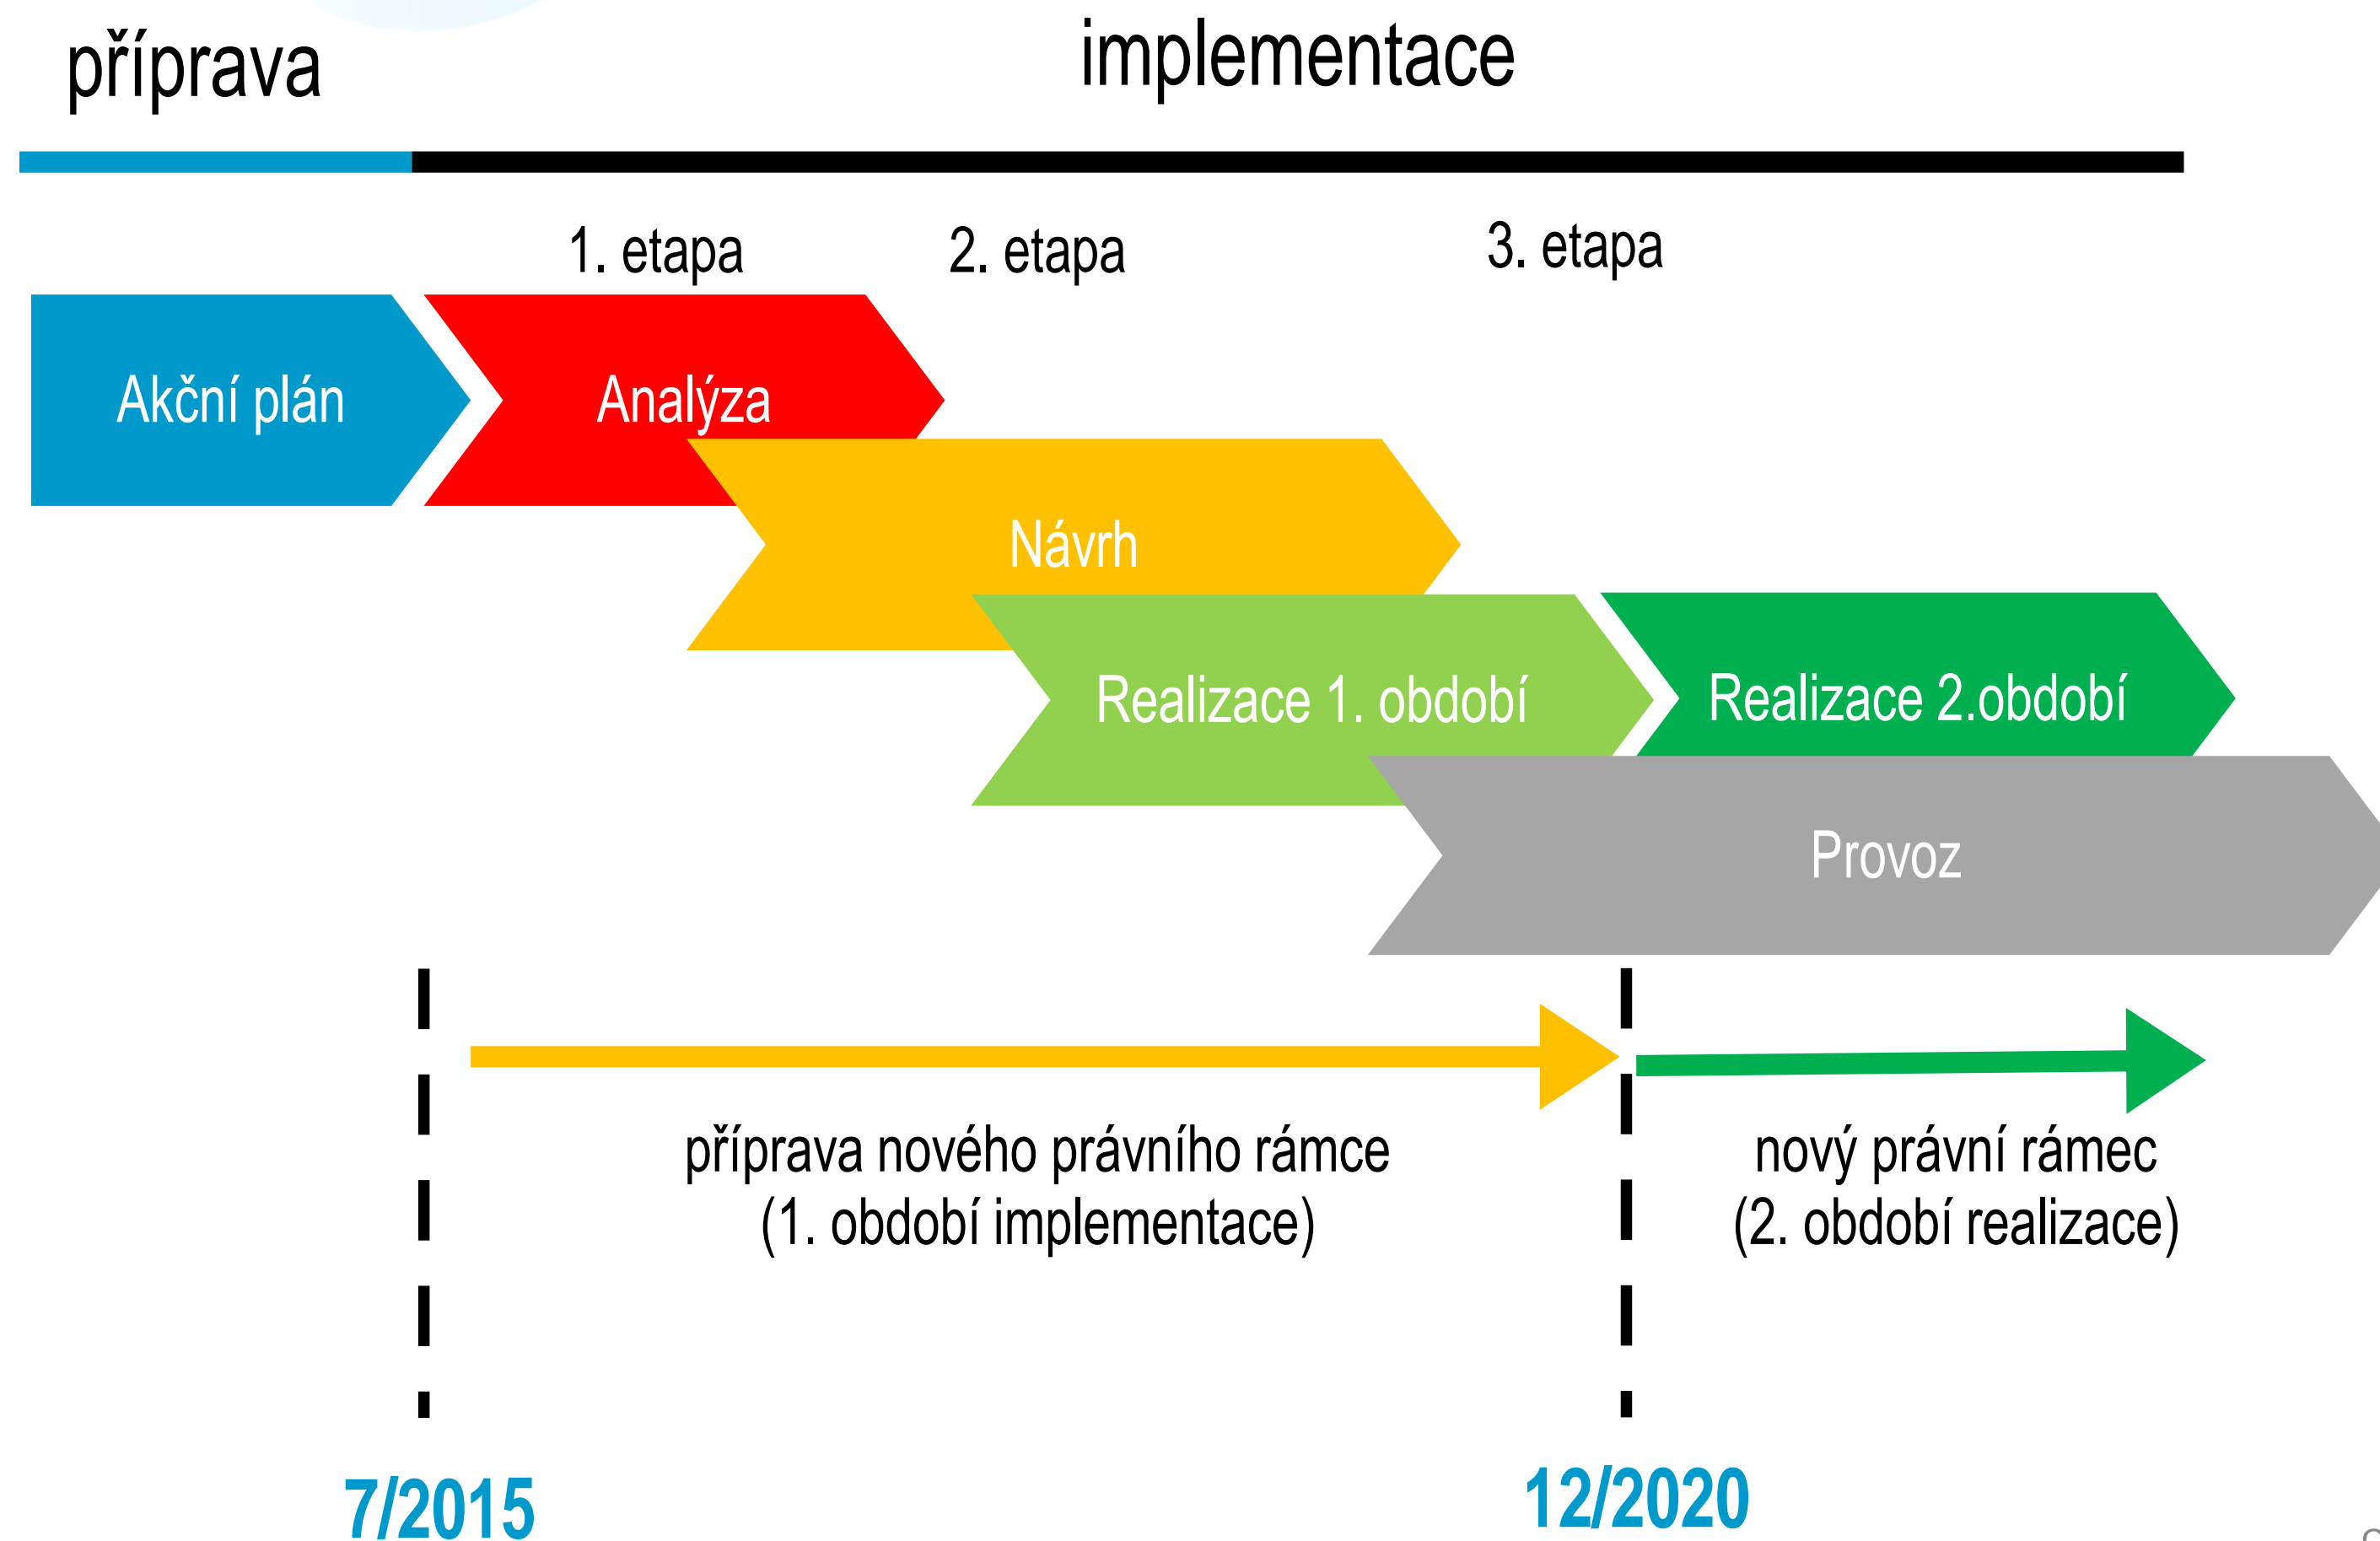 příprava
implementace
1. etapa
2. etapa
3. etapa
Akční plán
Analýza
Návrh
Realizace 1. období
Realizace 2.období
Provoz
příprava nového právního rámce
(1. období implementace)
nový právní rámec
(2. období realizace)
7/2015
12/2020